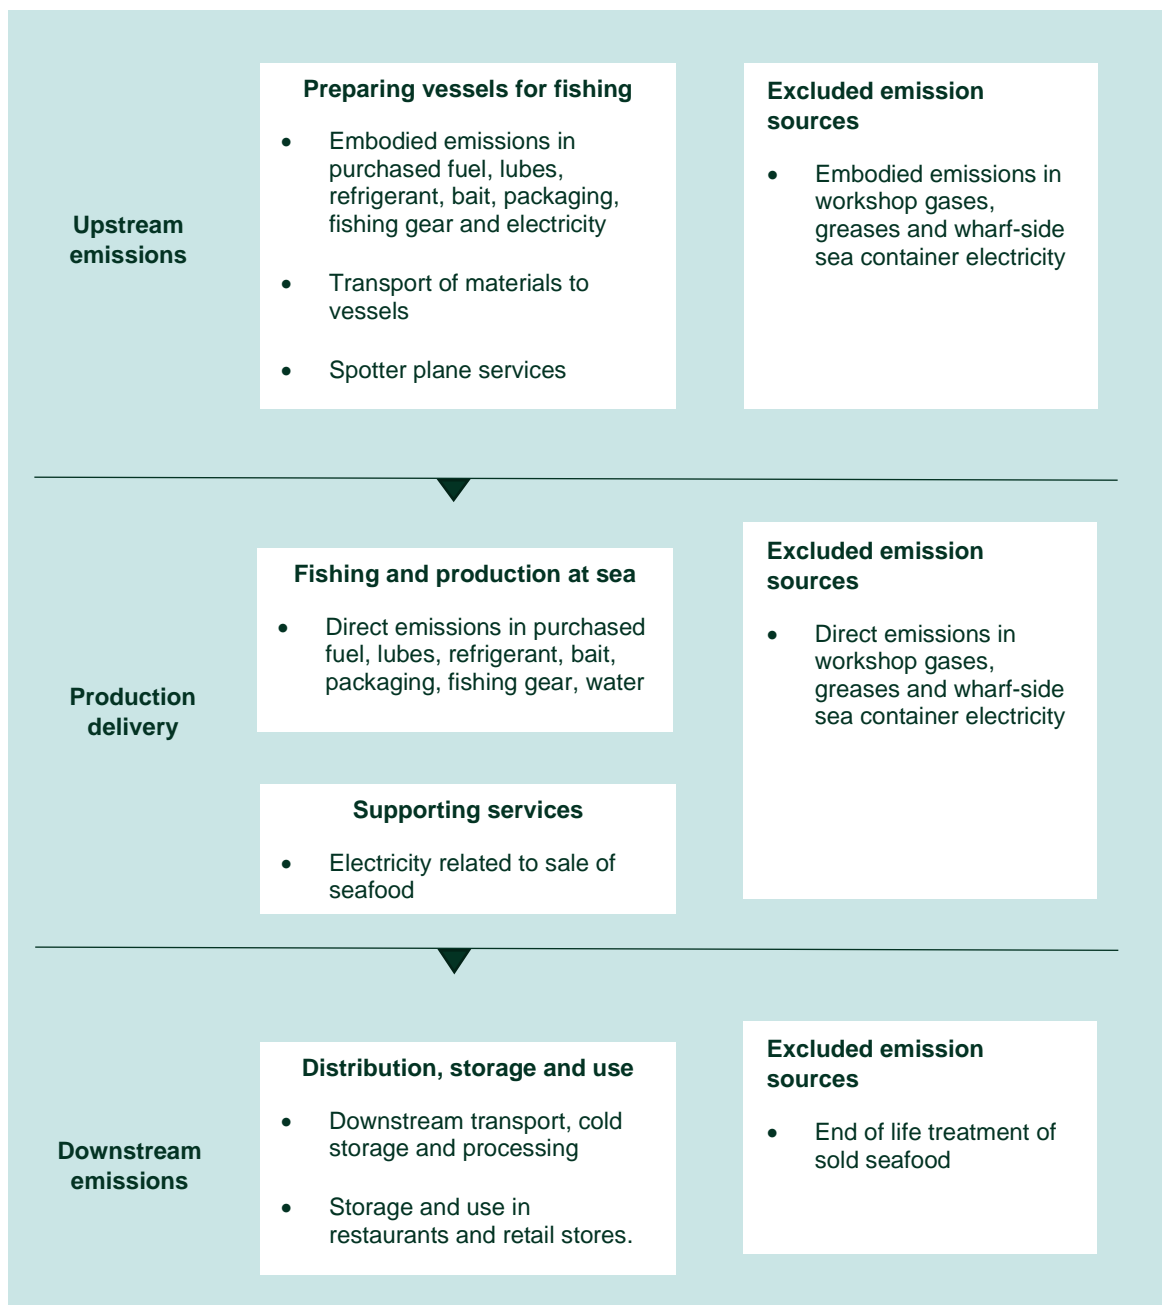 Upstream
emissions
Preparing vessels for fishing
• Embodied emissions in
purchased fuel, lubes,
refrigerant, bait, packaging,
fishing gear and electricity
• Transport of materials to
vessels
• Spotter plane services
Excluded emission
sources
• Embodied emissions in
workshop gases,
greases and wharf-side
sea container electricity
Production
delivery
Fishing and production at sea
• Direct emissions in purchased
fuel, lubes, refrigerant, bait,
packaging, fishing gear, water
Supporting services
• Electricity related to sale of
seafood
Excluded emission
sources
• Direct emissions in
workshop gases,
greases and wharf-side
sea container electricity
Downstream
emissions
Distribution, storage and use
• Downstream transport, cold
storage and processing
• Storage and use in
restaurants and retail stores.
Excluded emission
sources
• End of life treatment of
sold seafood